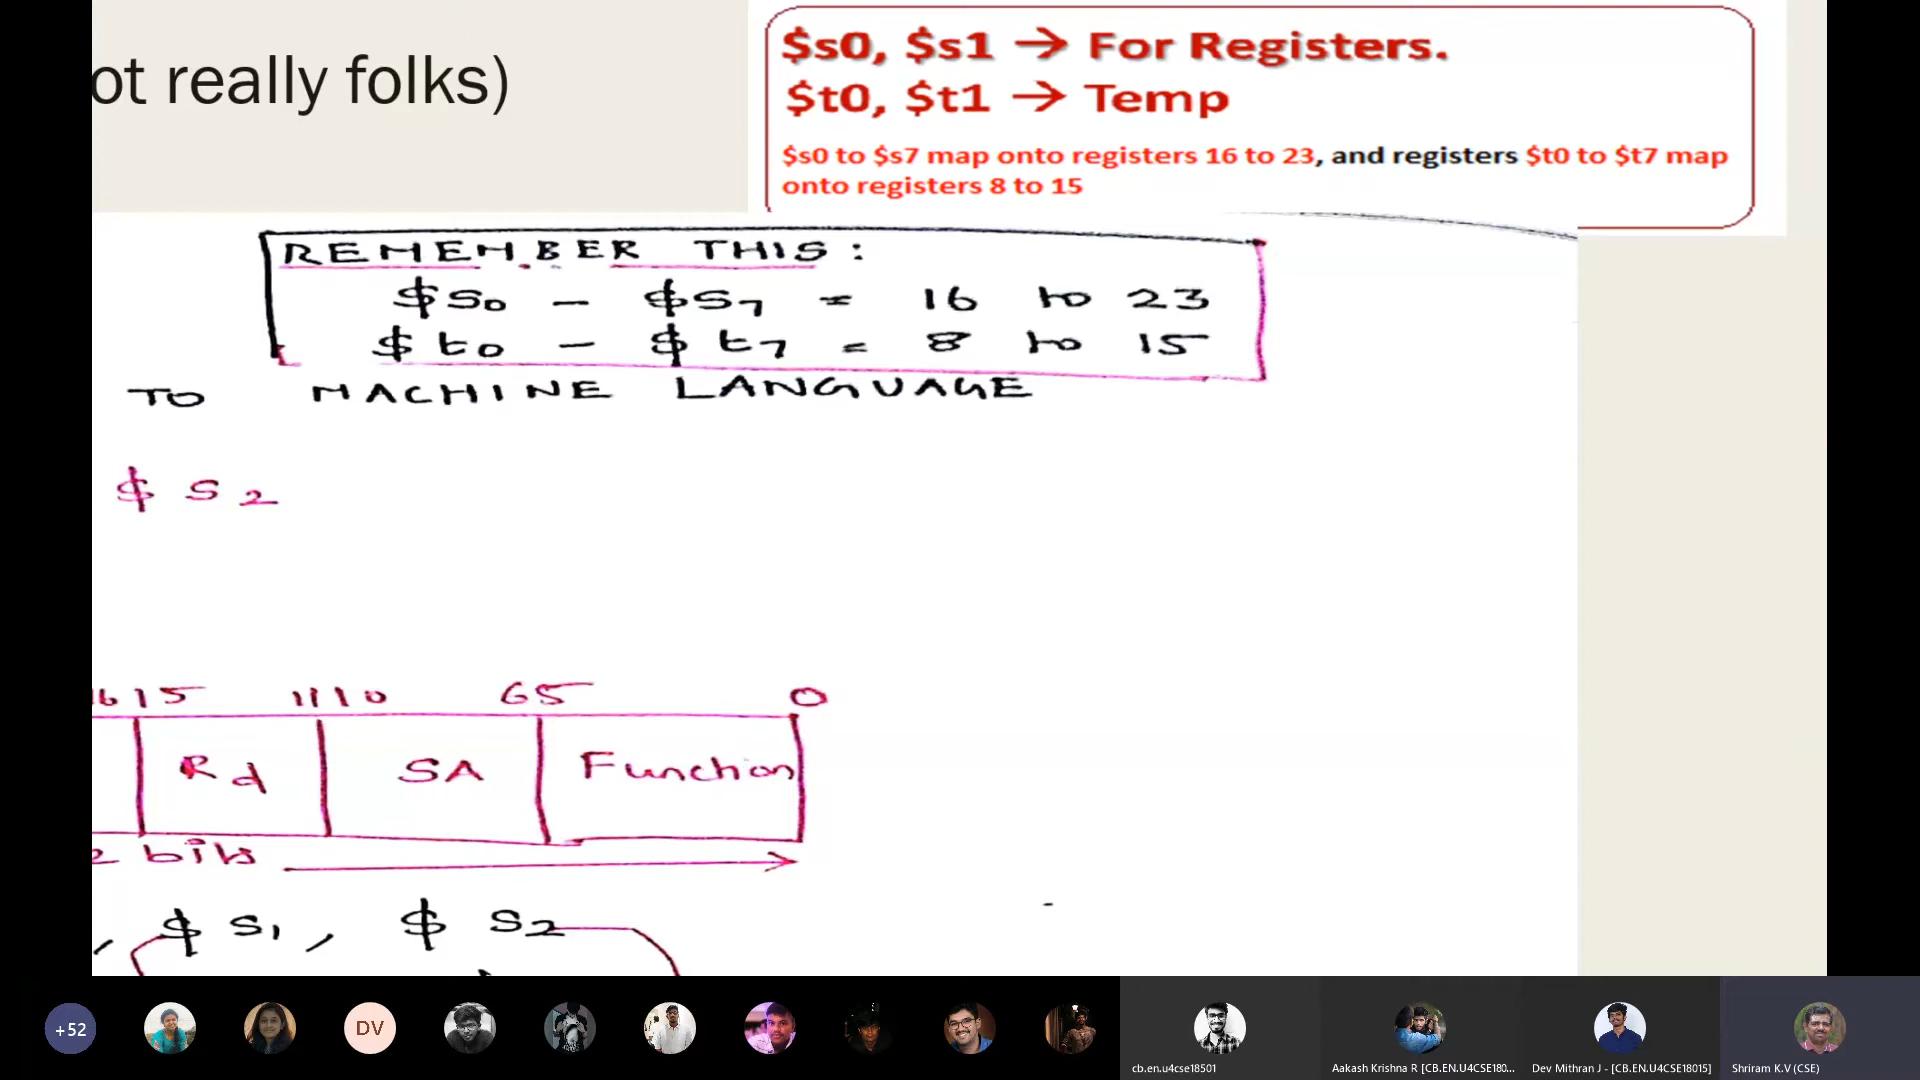 ot really folks)
$s0, $s1 → For Registers.
$t0, $t1 → Temp
$s0 to $s7 map onto registers 16 to 23, and registers $t0 to $t7 map
onto registers 8 to 15
REMEMBER THIS:
$s0 - $s7 = 16 to 23
$t0 - $t7 = 8 to 15
TO MACHINE LANGUAGE
$s2
16 15 11 10 6 5 0
Rd SA Function
2 bits
, $s1, $s2
+52
DV
cb.en.u4cse18501
Aakash Krishna R [CB.EN.U4CSE180...
Dev Mithran J - [CB.EN.U4CSE18015]
Shriram K.V (CSE)